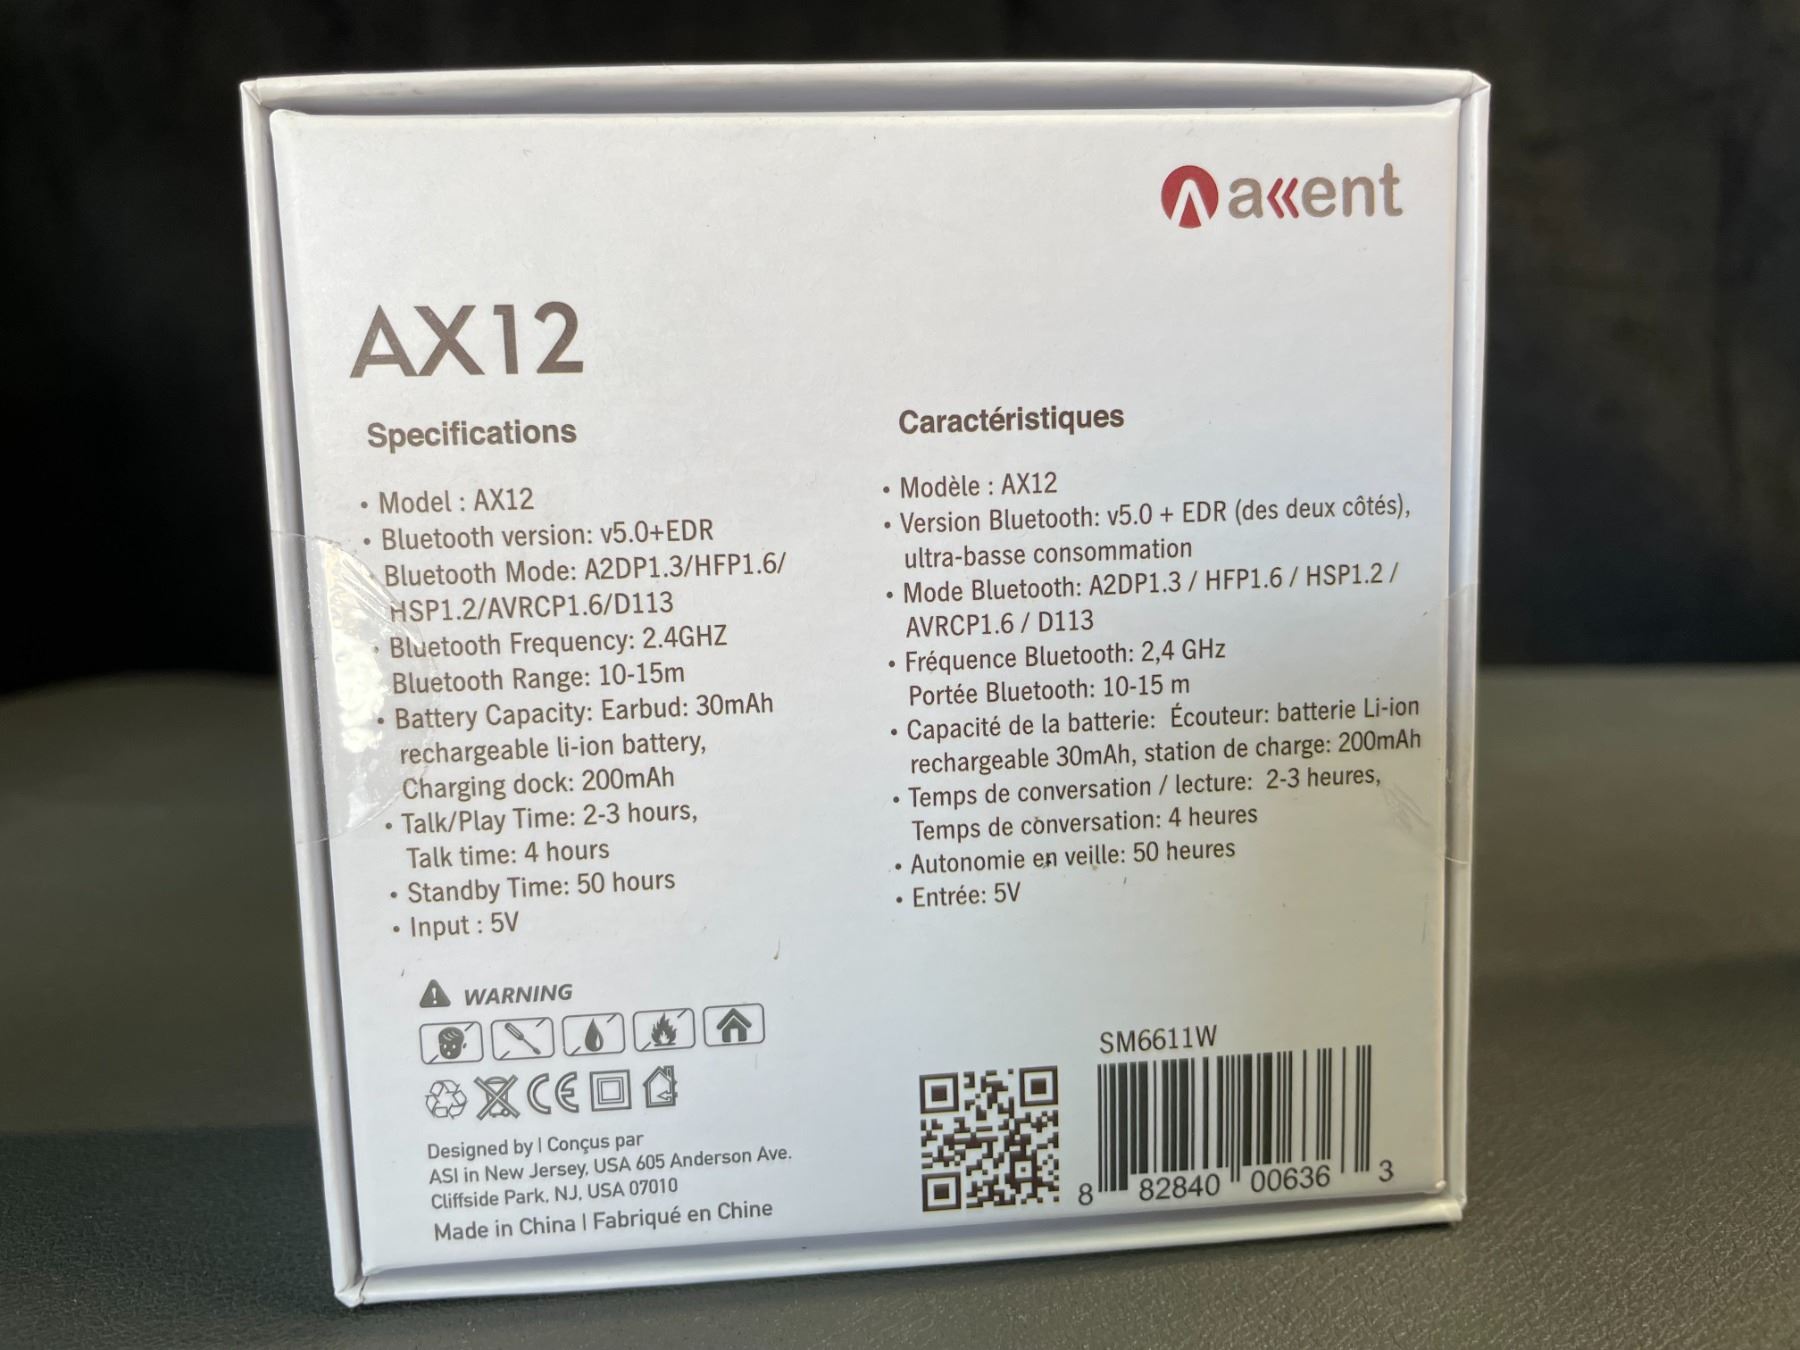 a«ent
AX12
Specifications
• Model : AX12
• Bluetooth version: v5.0+EDR
• Bluetooth Mode: A2DP1.3/HFP1.6/
HSP1.2/AVRCP1.6/D113
• Bluetooth Frequency: 2.4GHZ
Bluetooth Range: 10-15m
• Battery Capacity: Earbud: 30mAh
rechargeable li-ion battery,
Charging dock: 200mAh
• Talk/Play Time: 2-3 hours,
Talk time: 4 hours
• Standby Time: 50 hours
• Input : 5V
Caractéristiques
• Modèle : AX12
• Version Bluetooth: v5.0 + EDR (des deux côtés),
ultra-basse consommation
• Mode Bluetooth: A2DP1.3 / HFP1.6 / HSP1.2 /
AVRCP1.6 / D113
• Fréquence Bluetooth: 2,4 GHz
Portée Bluetooth: 10-15 m
• Capacité de la batterie: Écouteur: batterie Li-ion
rechargeable 30mAh, station de charge: 200mAh
• Temps de conversation / lecture: 2-3 heures,
Temps de conversation: 4 heures
• Autonomie en veille: 50 heures
• Entrée: 5V
WARNING
CE
Designed by | Conçus par
ASI in New Jersey, USA 605 Anderson Ave.
Cliffside Park, NJ, USA 07010
Made in China | Fabriqué en Chine
SM6611W
8 82840 00636 3